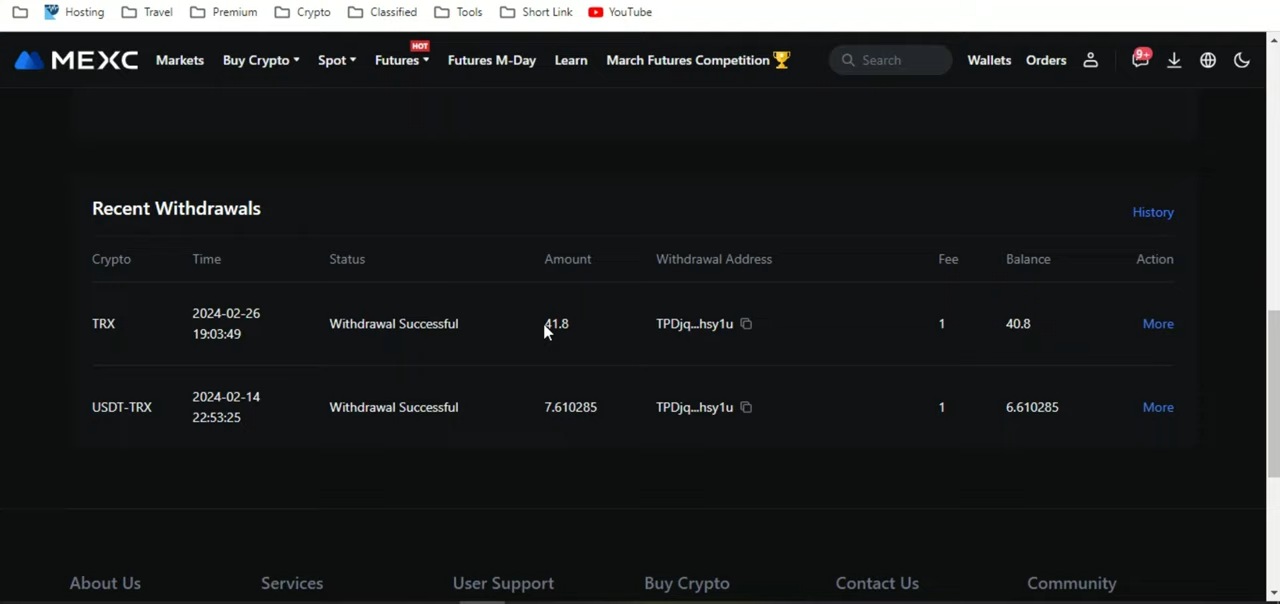 Hosting Travel Premium Crypto Classified Tools Short Link YouTube
HOT
MEXC Markets Buy Crypto Spot Futures Futures M-Day Learn March Futures Competition Search Wallets Orders 9+
Recent Withdrawals
History
Crypto Time Status Amount Withdrawal Address Fee Balance Action
TRX 2024-02-26 19:03:49 Withdrawal Successful 41.8 TPDjq...hsy1u 1 40.8 More
USDT-TRX 2024-02-14 22:53:25 Withdrawal Successful 7.610285 TPDjq...hsy1u 1 6.610285 More
About Us Services User Support Buy Crypto Contact Us Community